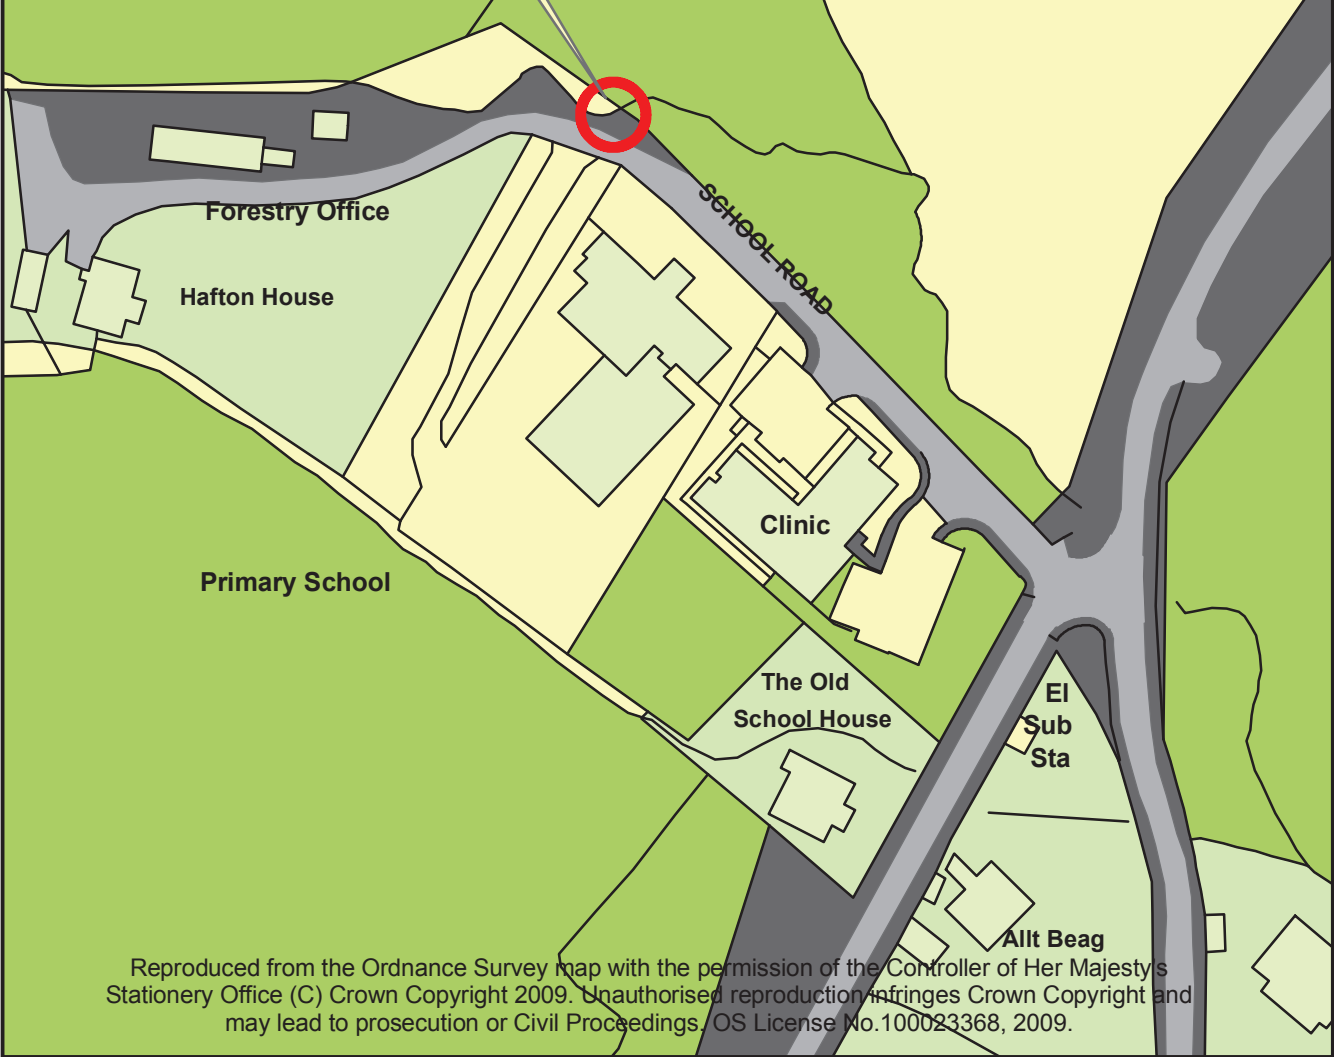 SCHOOL ROAD
Forestry Office
Hafton House
Clinic
Primary School
The Old
School House
El
Sub
Sta
Allt Beag
Reproduced from the Ordnance Survey map with the permission of the Controller of Her Majesty's
Stationery Office (C) Crown Copyright 2009. Unauthorised reproduction infringes Crown Copyright and
may lead to prosecution or Civil Proceedings. OS License No.100023368, 2009.